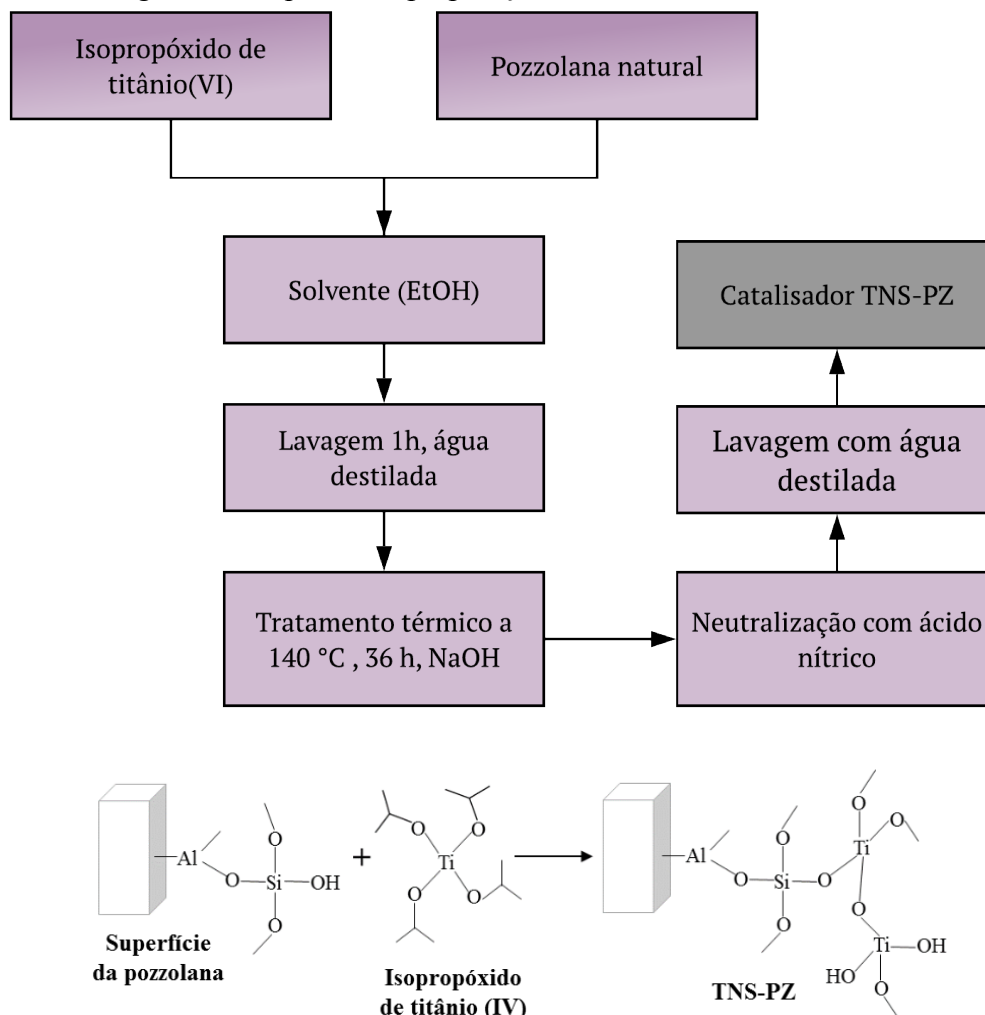 Isopropóxido de
titânio(VI)
Pozzolana natural
Solvente (EtOH)
Catalisador TNS-PZ
Lavagem 1h, água
destilada
Lavagem com água
destilada
Tratamento térmico a
140 °C , 36 h, NaOH
Neutralização com ácido
nítrico
Al
O
Si
OH
O
O
Superfície
da pozzolana
+
O
O
Ti
O
O
Isopropóxido
de titânio (IV)
Al
O
Si
O
O
O
Ti
O
O
O
Ti
OH
HO
O
TNS-PZ